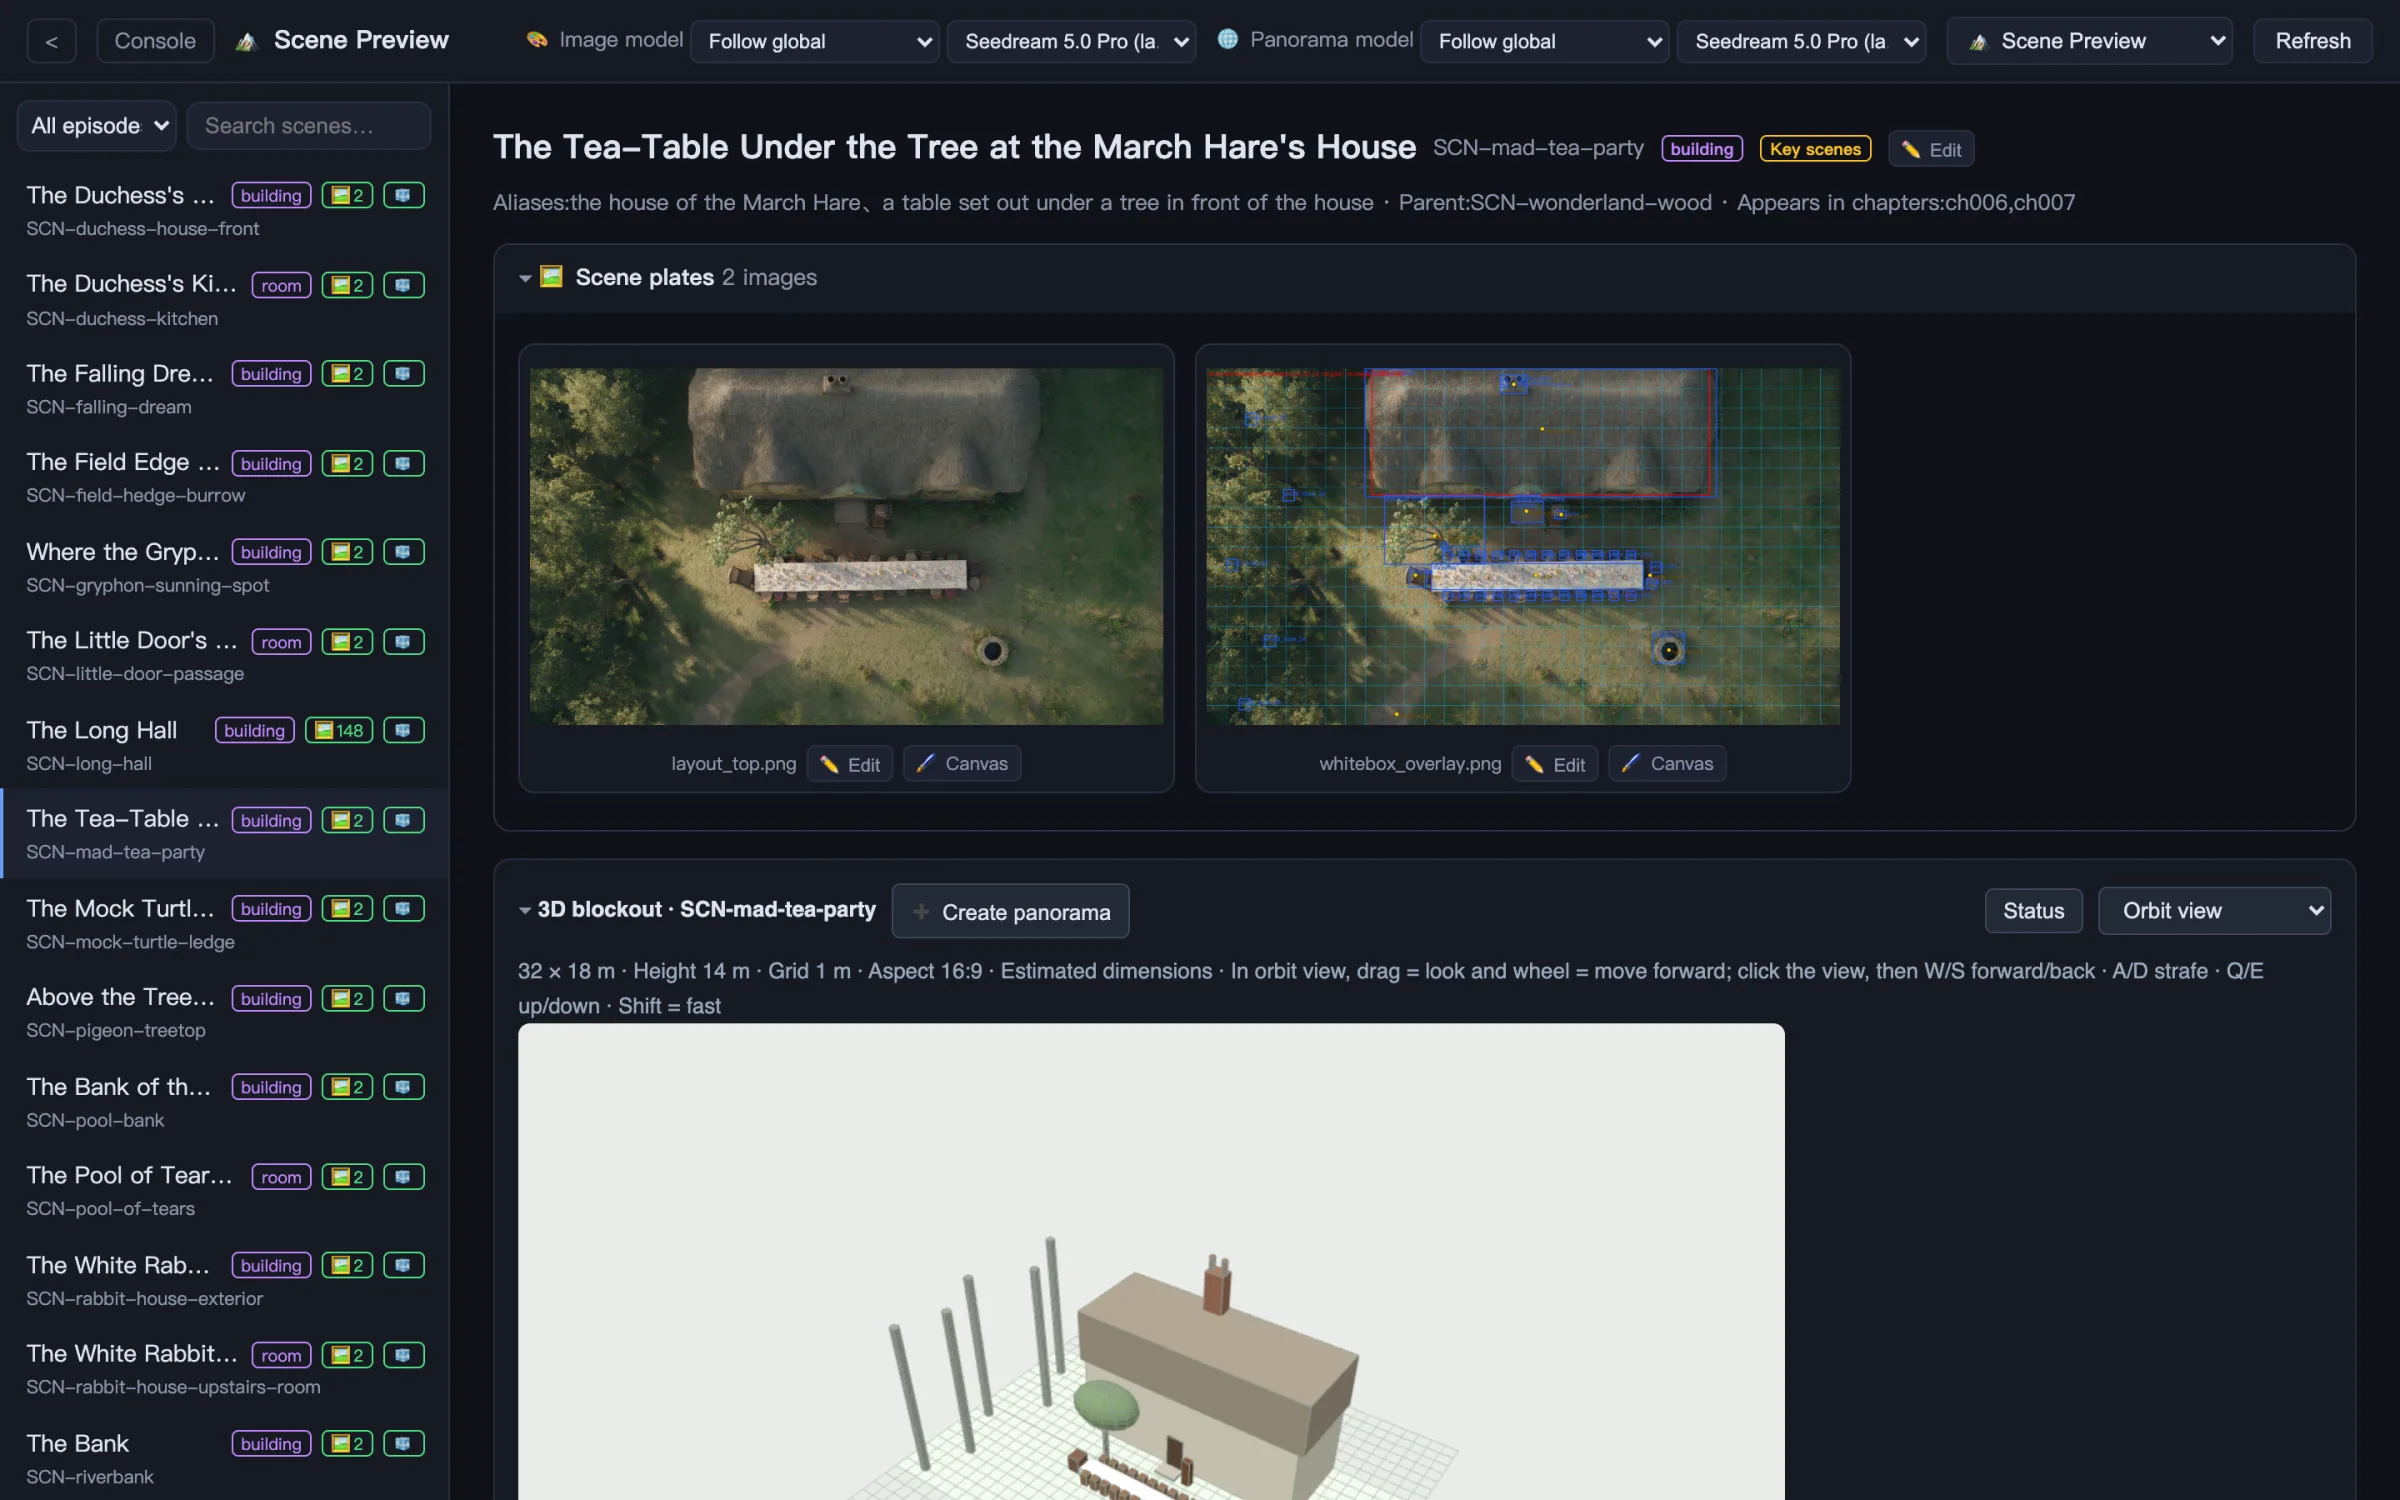 <
Console
Scene Preview
Image model
Follow global
Seedream 5.0 Pro (la
Panorama model
Follow global
Seedream 5.0 Pro (la
Scene Preview
Refresh
All episode
Search scenes…
The Duchess's … building 2
SCN-duchess-house-front
The Duchess's Ki… room 2
SCN-duchess-kitchen
The Falling Dre… building 2
SCN-falling-dream
The Field Edge … building 2
SCN-field-hedge-burrow
Where the Gryp… building 2
SCN-gryphon-sunning-spot
The Little Door's … room 2
SCN-little-door-passage
The Long Hall building 148
SCN-long-hall
The Tea-Table … building 2
SCN-mad-tea-party
The Mock Turtl… building 2
SCN-mock-turtle-ledge
Above the Tree… building 2
SCN-pigeon-treetop
The Bank of th… building 2
SCN-pool-bank
The Pool of Tear… room 2
SCN-pool-of-tears
The White Rab… building 2
SCN-rabbit-house-exterior
The White Rabbit… room 2
SCN-rabbit-house-upstairs-room
The Bank building 2
SCN-riverbank
The Tea-Table Under the Tree at the March Hare's House SCN-mad-tea-party building Key scenes Edit
Aliases:the house of the March Hare、a table set out under a tree in front of the house · Parent:SCN-wonderland-wood · Appears in chapters:ch006,ch007
Scene plates 2 images
layout_top.png Edit Canvas
whitebox_overlay.png Edit Canvas
3D blockout · SCN-mad-tea-party
Create panorama
Status
Orbit view
32 × 18 m · Height 14 m · Grid 1 m · Aspect 16:9 · Estimated dimensions · In orbit view, drag = look and wheel = move forward; click the view, then W/S forward/back · A/D strafe · Q/E
up/down · Shift = fast